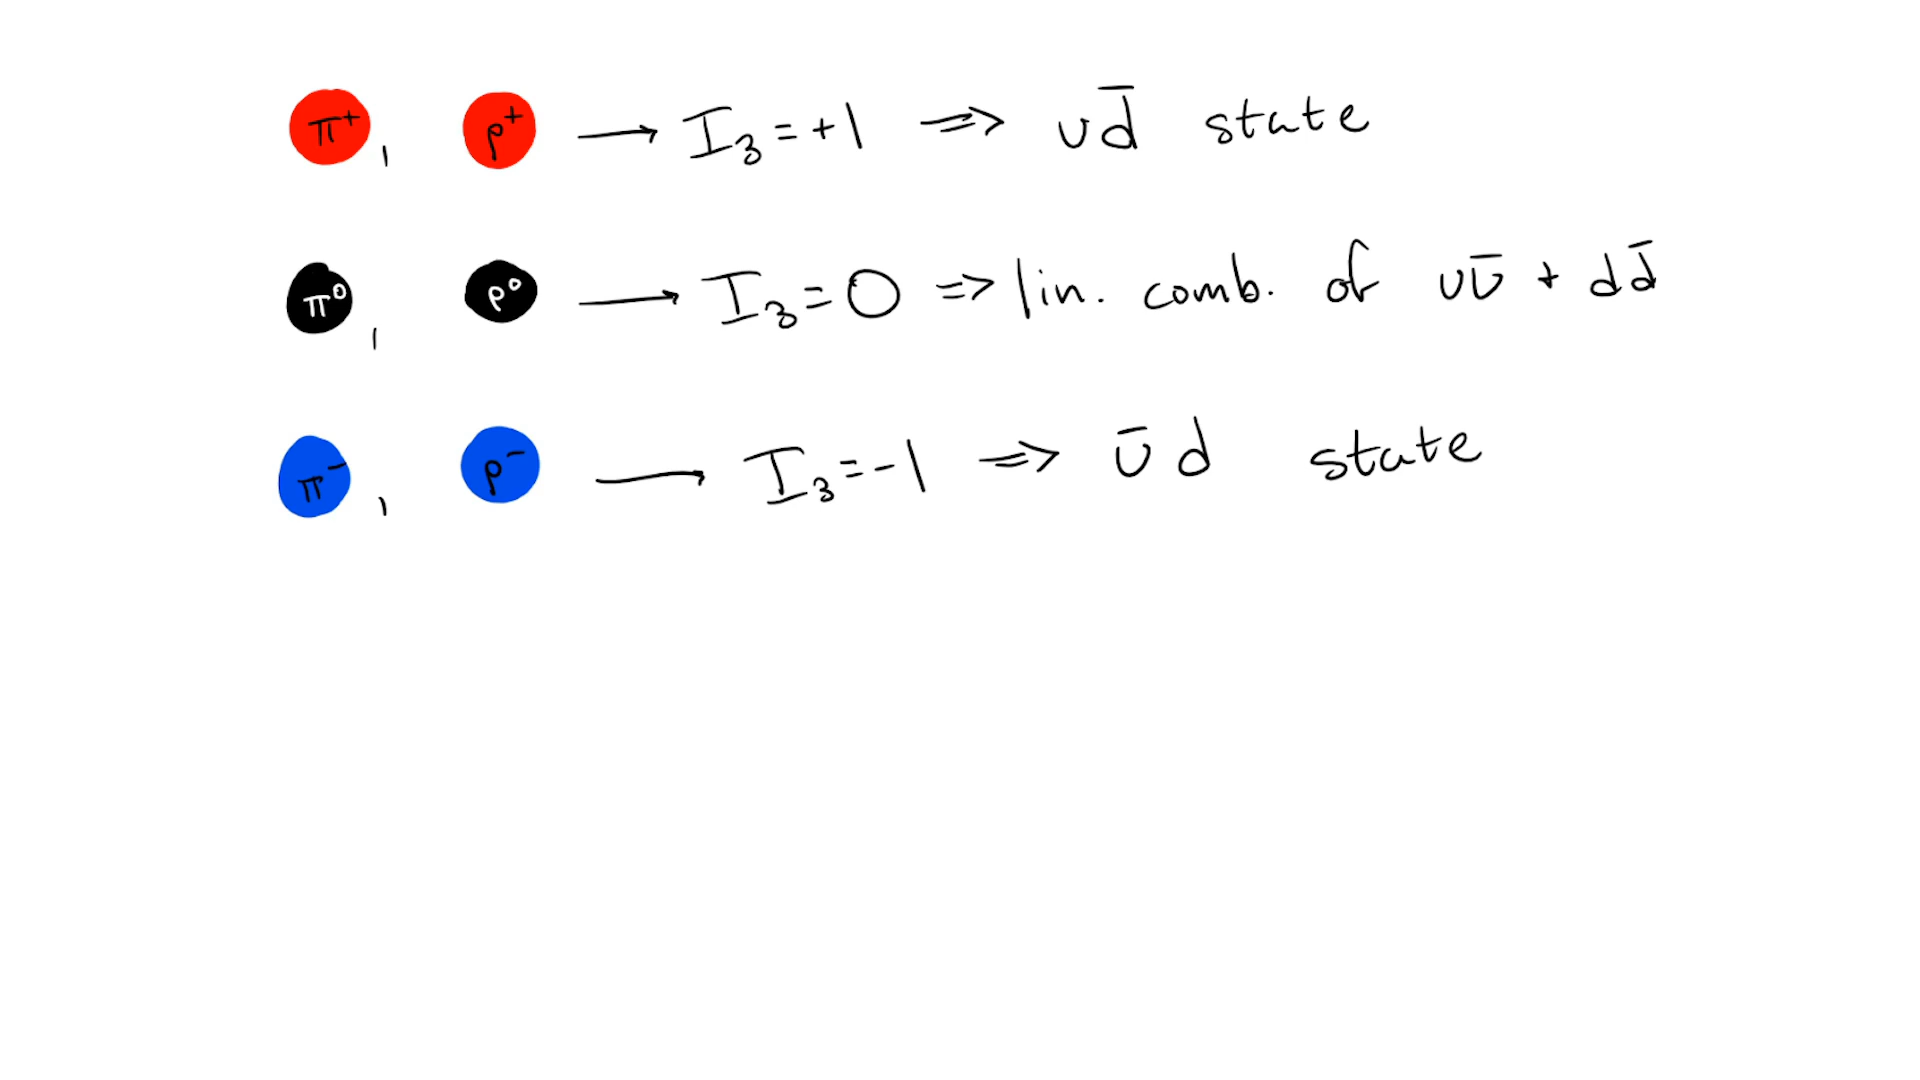 π⁺, ρ⁺ → I₃ = +1 ⇒ ud̄ state
π⁰, ρ⁰ → I₃ = 0 ⇒ lin. comb. of uū + dd̄
π⁻, ρ⁻ → I₃ = -1 ⇒ ūd state